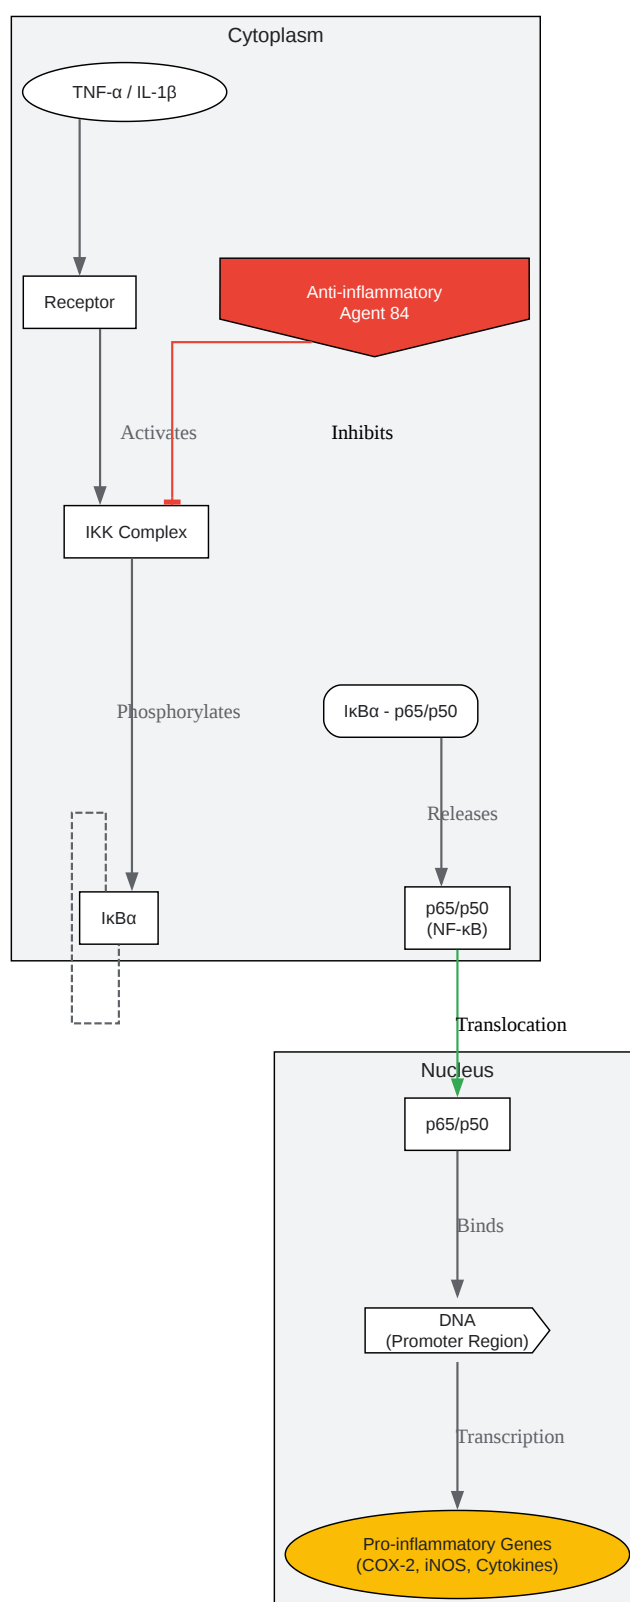 Cytoplasm
TNF-α / IL-1β
Receptor
Anti-inflammatory
Agent 84
Activates
Inhibits
IKK Complex
Phosphorylates
IκBα - p65/p50
Releases
IκBα
p65/p50
(NF-κB)
Translocation
Nucleus
p65/p50
Binds
DNA
(Promoter Region)
Transcription
Pro-inflammatory Genes
(COX-2, iNOS, Cytokines)